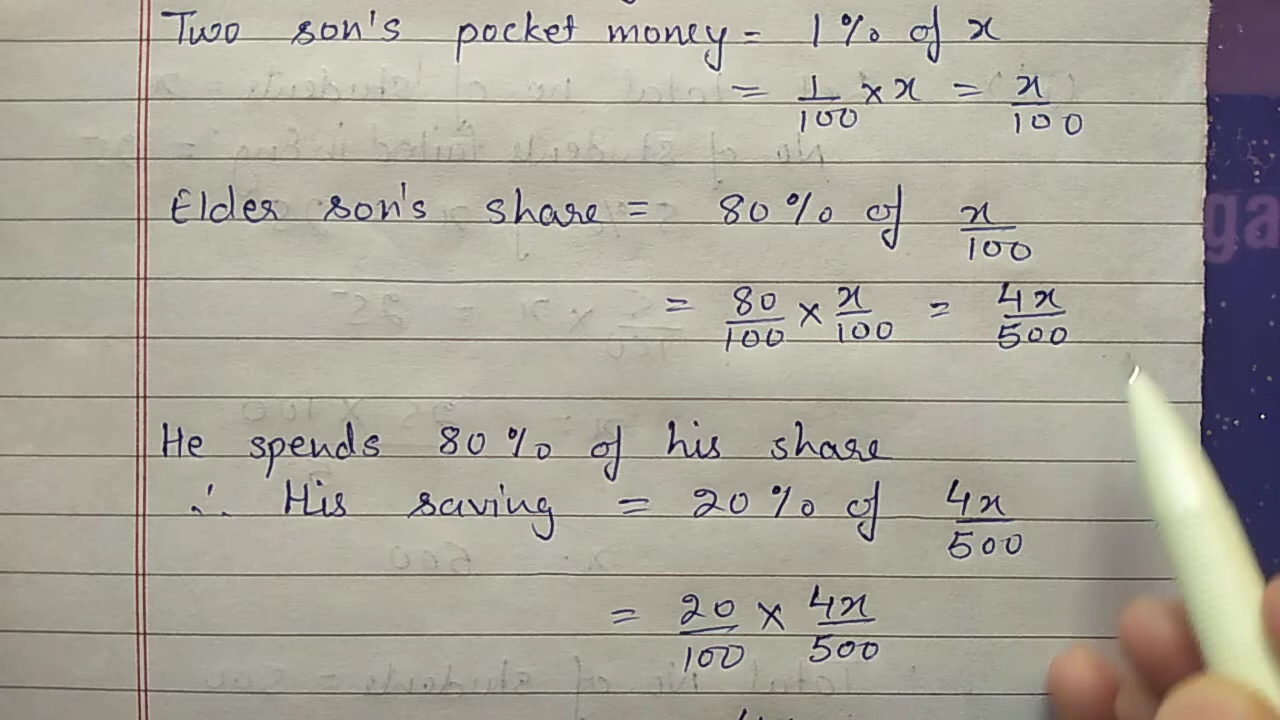 Two son's pocket money = 1% of x
= 1/100 × x = x/100
Elder son's share = 80% of x/100
= 80/100 × x/100 = 4x/500
He spends 80% of his share
∴ His saving = 20% of 4x/500
= 20/100 × 4x/500
ga